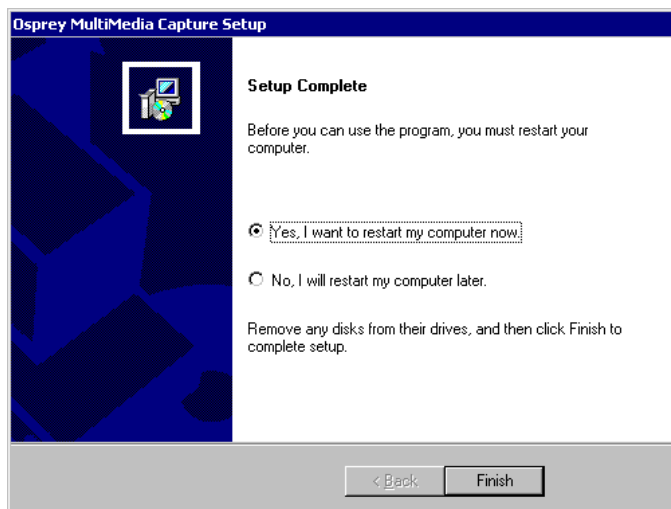 Osprey MultiMedia Capture Setup
Setup Complete
Before you can use the program, you must restart your
computer.
Yes, I want to restart my computer now.
No, I will restart my computer later.
Remove any disks from their drives, and then click Finish to
complete setup.
< Back
Finish